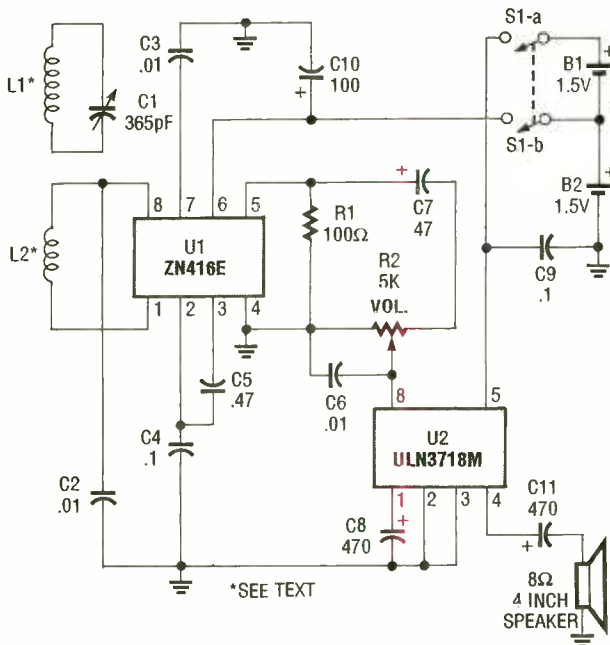 S1-a
C3
.01
C10
100
+
L1*
C1
365pF
B1
1.5V
+
S1-b
B2
1.5V
+
8 7 6 5
U1
ZN416E
1 2 3 4
L2*
R1
100Ω
+
C7
47
R2
5K
VOL.
C9
.1
C5
.47
C6
.01
C4
.1
8 5
U2
ULN3718M
1 2 3 4
C2
.01
C8
470
+
C11
470
+
*SEE TEXT
8Ω
4 INCH
SPEAKER